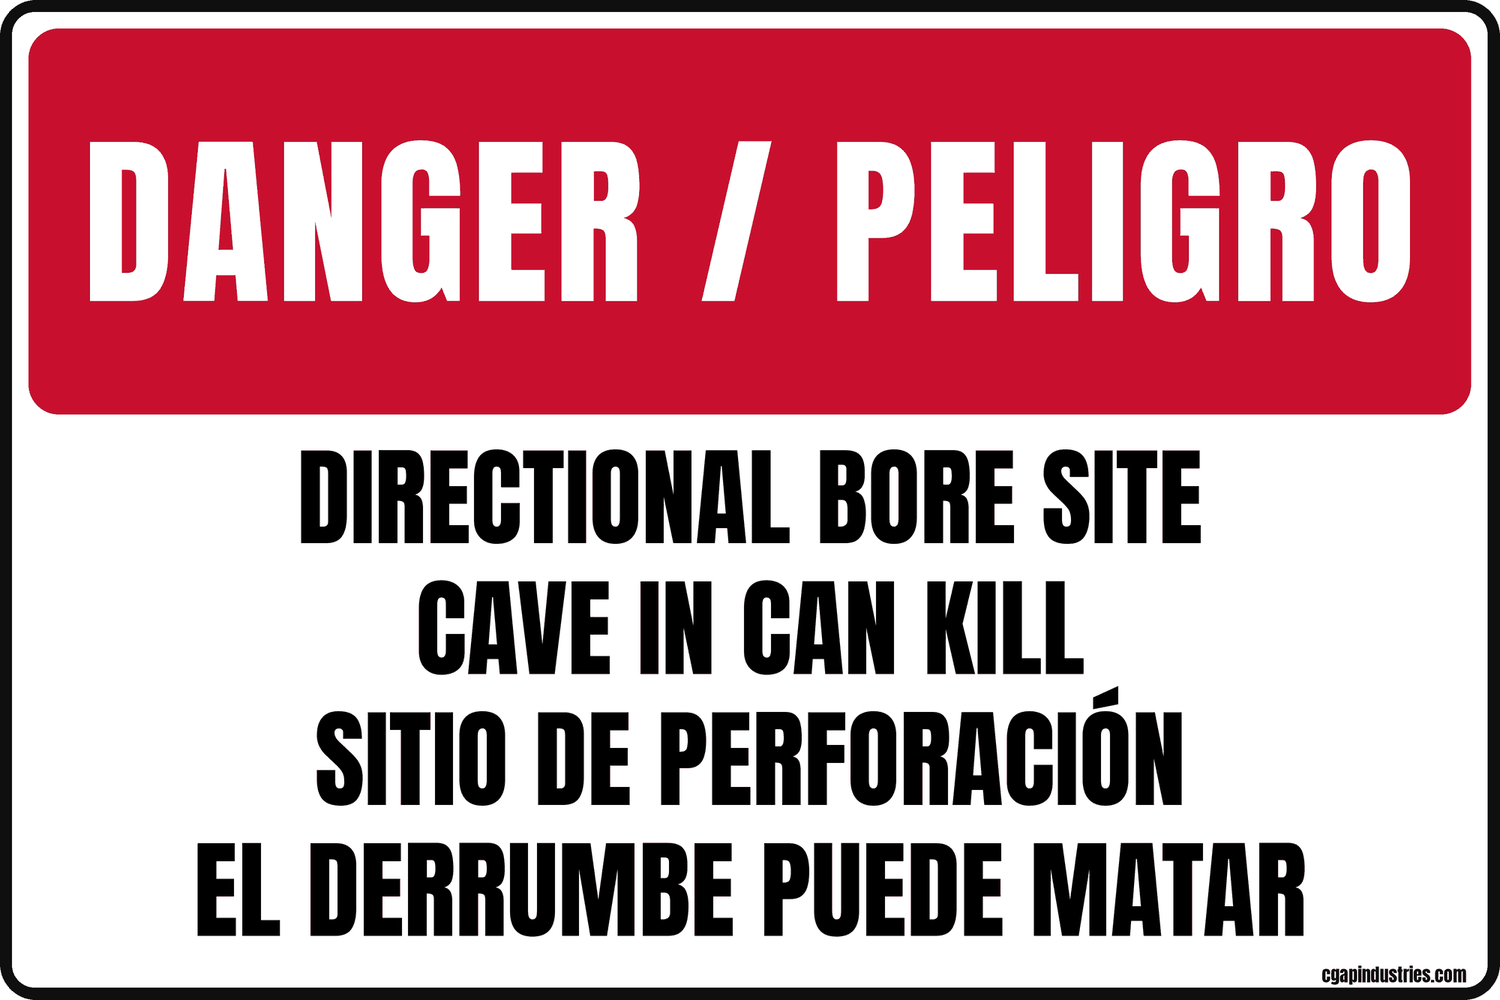 DANGER / PELIGRO
DIRECTIONAL BORE SITE
CAVE IN CAN KILL
SITIO DE PERFORACIÓN
EL DERRUMBE PUEDE MATAR
cgapindustries.com